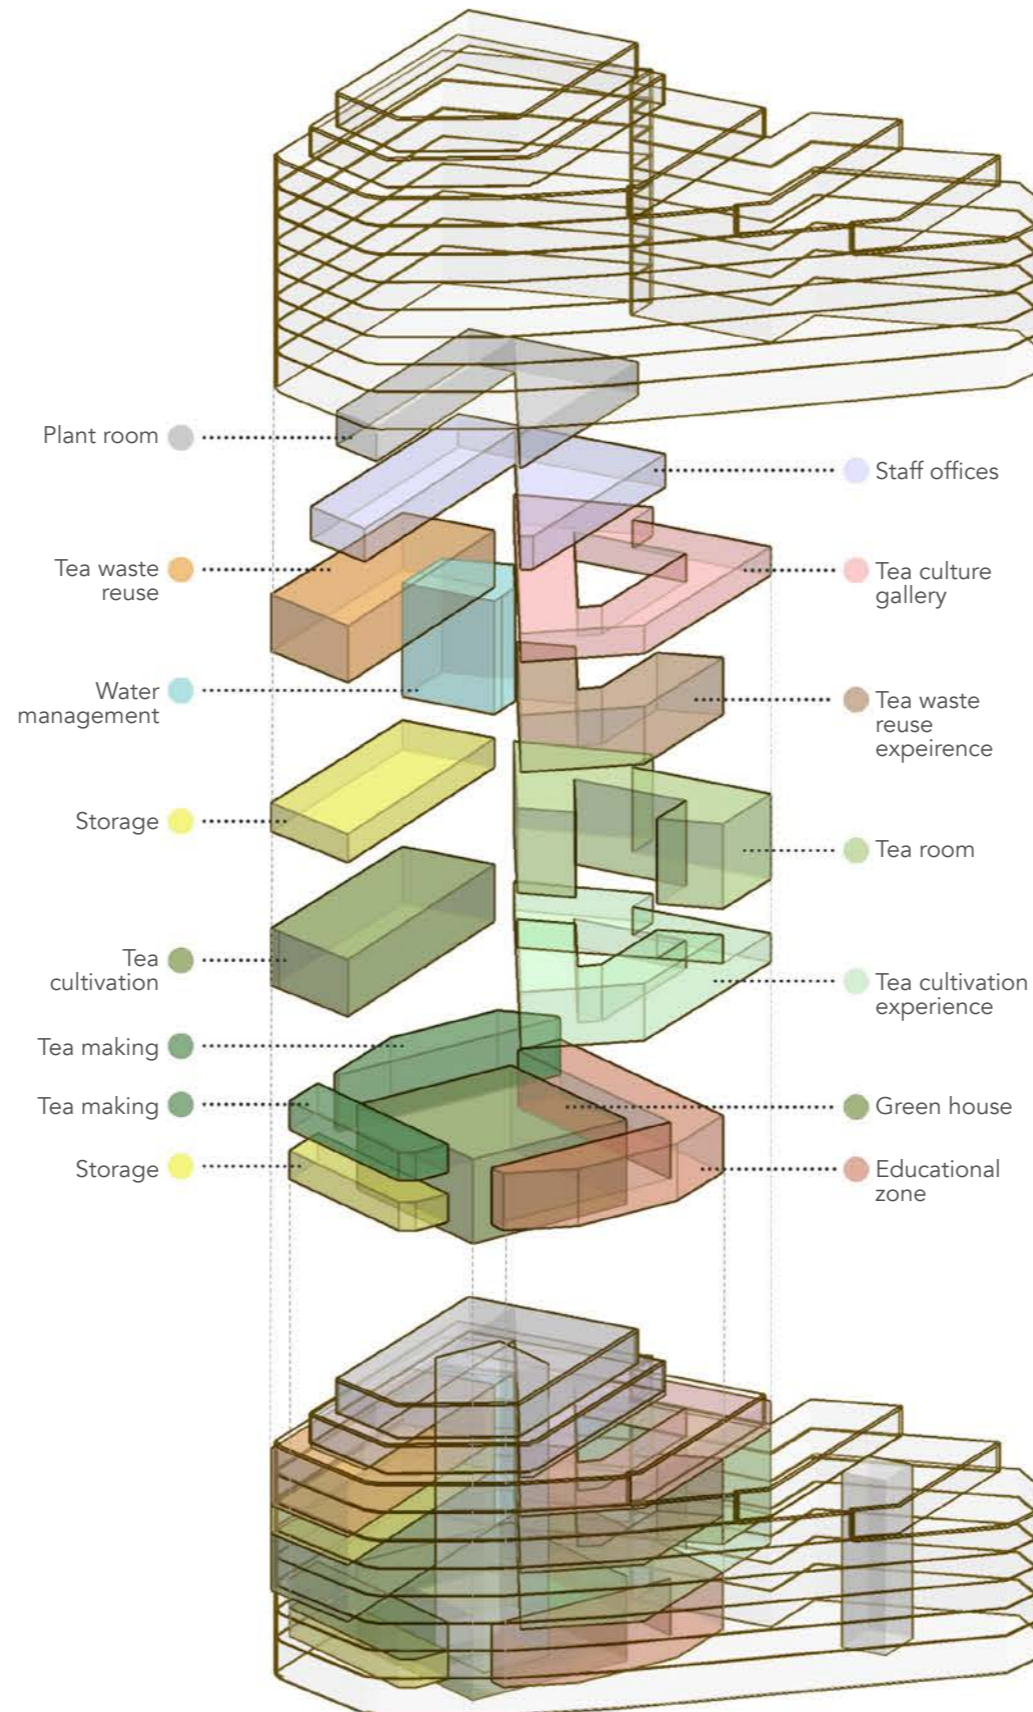 Plant room
Staff offices
Tea waste
reuse
Tea culture
gallery
Water
management
Tea waste
reuse
expeirence
Storage
Tea room
Tea
cultivation
Tea cultivation
experience
Tea making
Tea making
Green house
Storage
Educational
zone